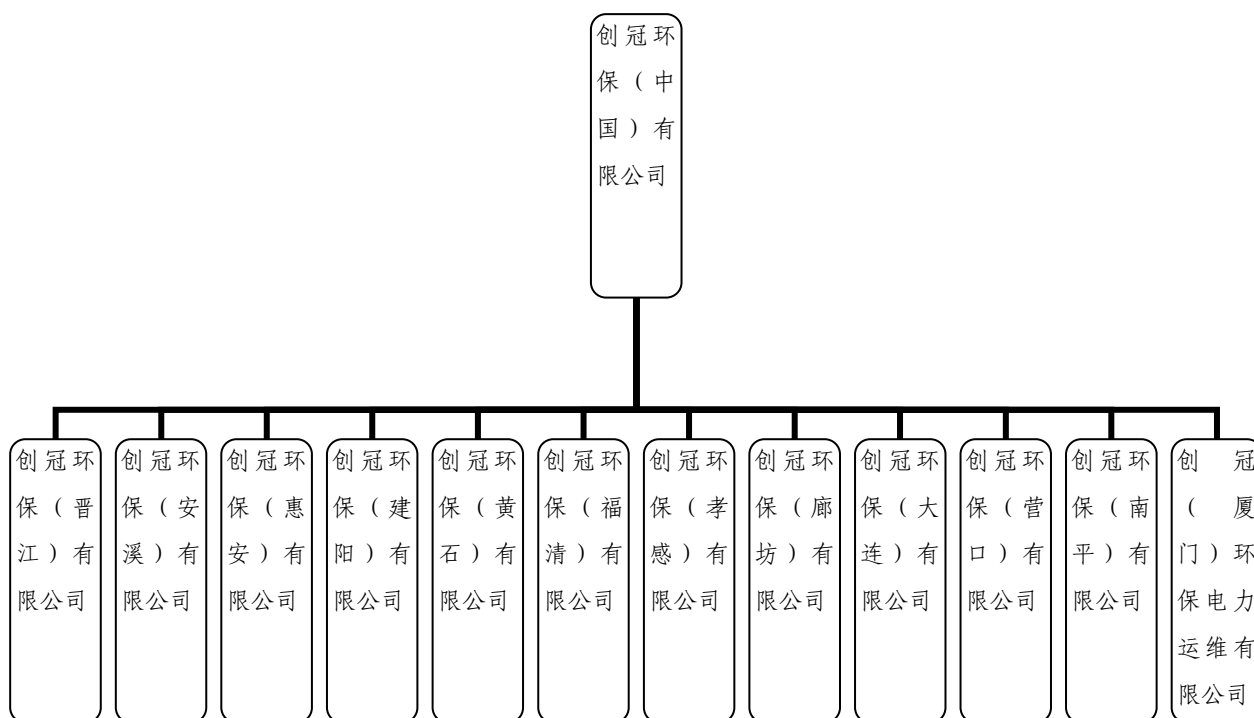 创冠环
保（中
国）有
限公司
创冠环
保（晋
江）有
限公司
创冠环
保（安
溪）有
限公司
创冠环
保（惠
安）有
限公司
创冠环
保（建
阳）有
限公司
创冠环
保（黄
石）有
限公司
创冠环
保（福
清）有
限公司
创冠环
保（孝
感）有
限公司
创冠环
保（廊
坊）有
限公司
创冠环
保（大
连）有
限公司
创冠环
保（营
口）有
限公司
创冠环
保（南
平）有
限公司
创冠
（厦
门）环
保电力
运维有
限公司